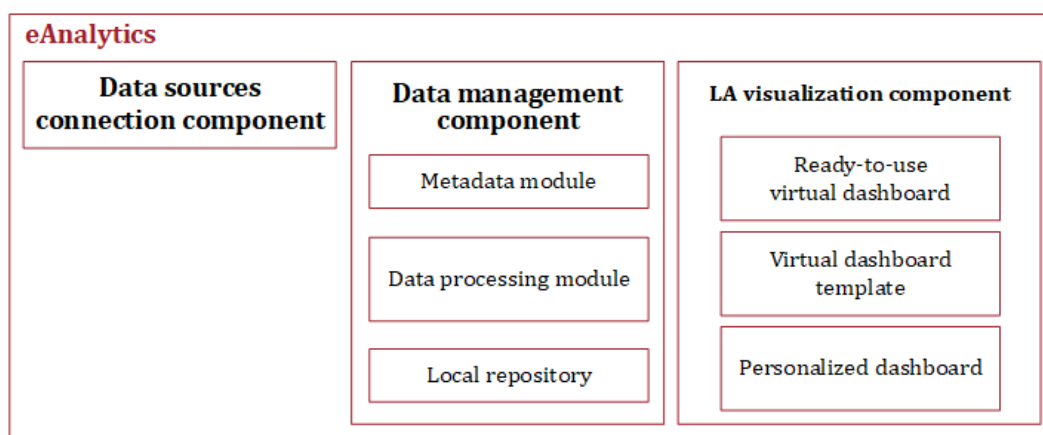 eAnalytics
Data sources
connection component
Data management
component
Metadata module
Data processing module
Local repository
LA visualization component
Ready-to-use
virtual dashboard
Virtual dashboard
template
Personalized dashboard